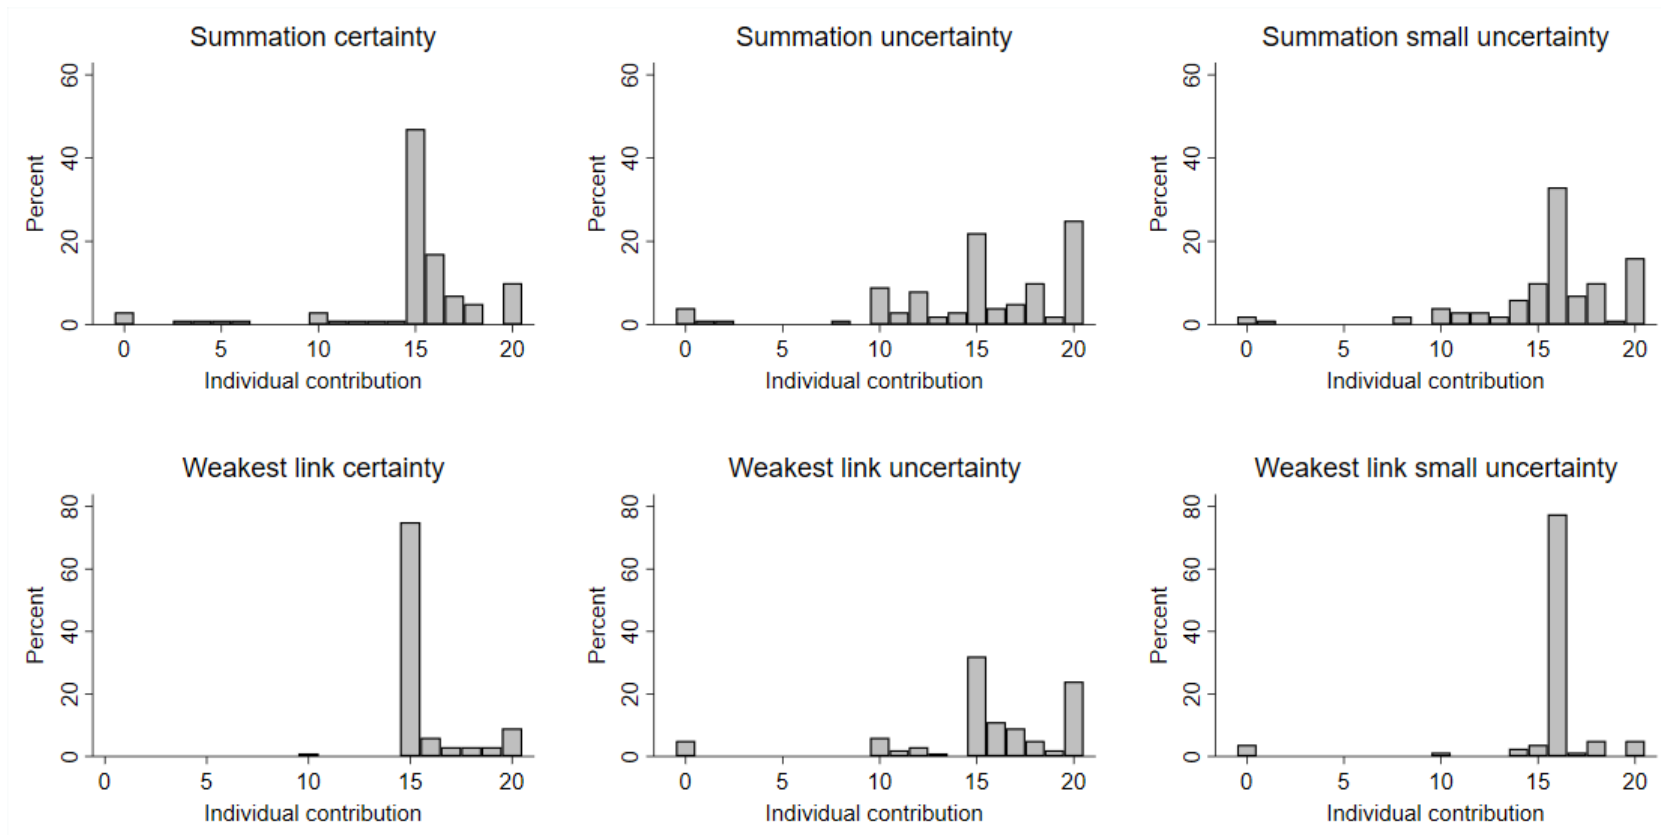 Summation certainty
Percent
60
40
20
0
0 5 10 15 20
Individual contribution
Summation uncertainty
Percent
60
40
20
0
0 5 10 15 20
Individual contribution
Summation small uncertainty
Percent
60
40
20
0
0 5 10 15 20
Individual contribution
Weakest link certainty
Percent
80
60
40
20
0
0 5 10 15 20
Individual contribution
Weakest link uncertainty
Percent
80
60
40
20
0
0 5 10 15 20
Individual contribution
Weakest link small uncertainty
Percent
80
60
40
20
0
0 5 10 15 20
Individual contribution